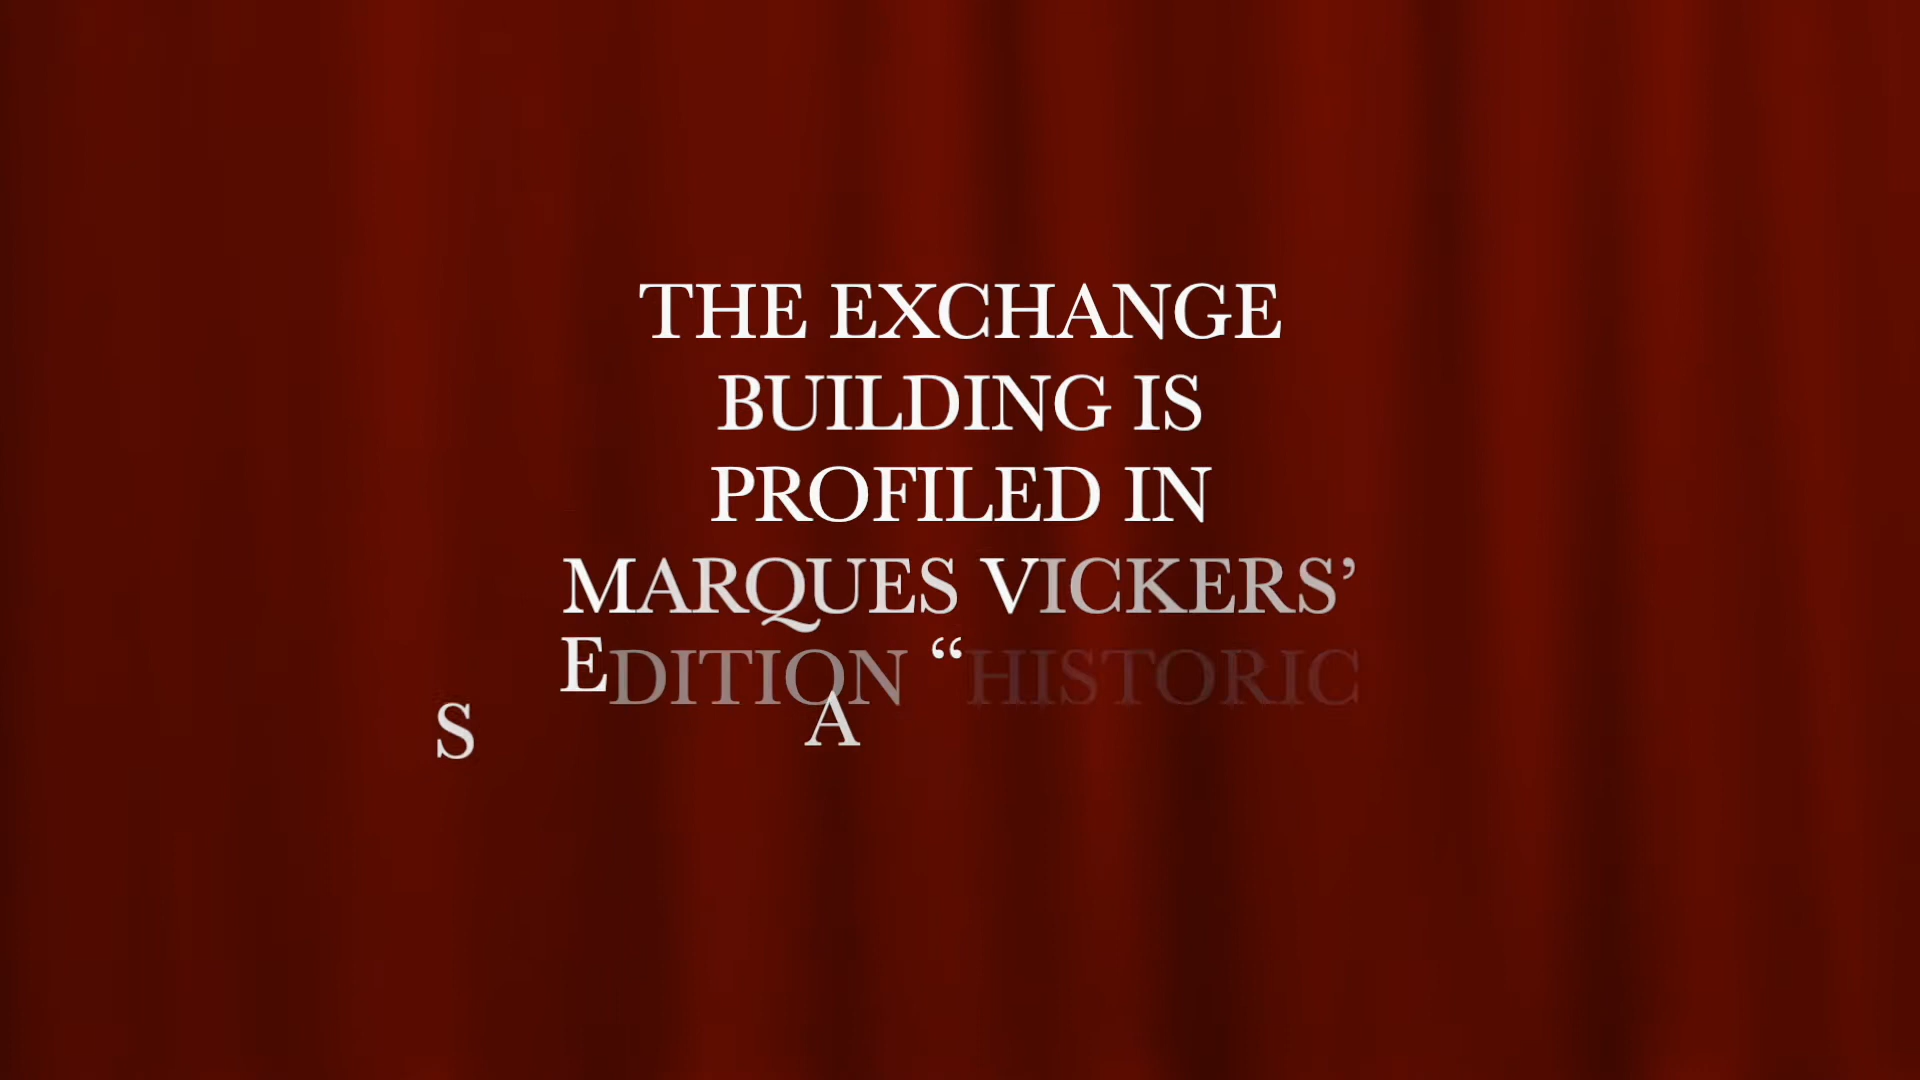 THE EXCHANGE
BUILDING IS
PROFILED IN
MARQUES VICKERS’
EDITION “HISTORIC
S A